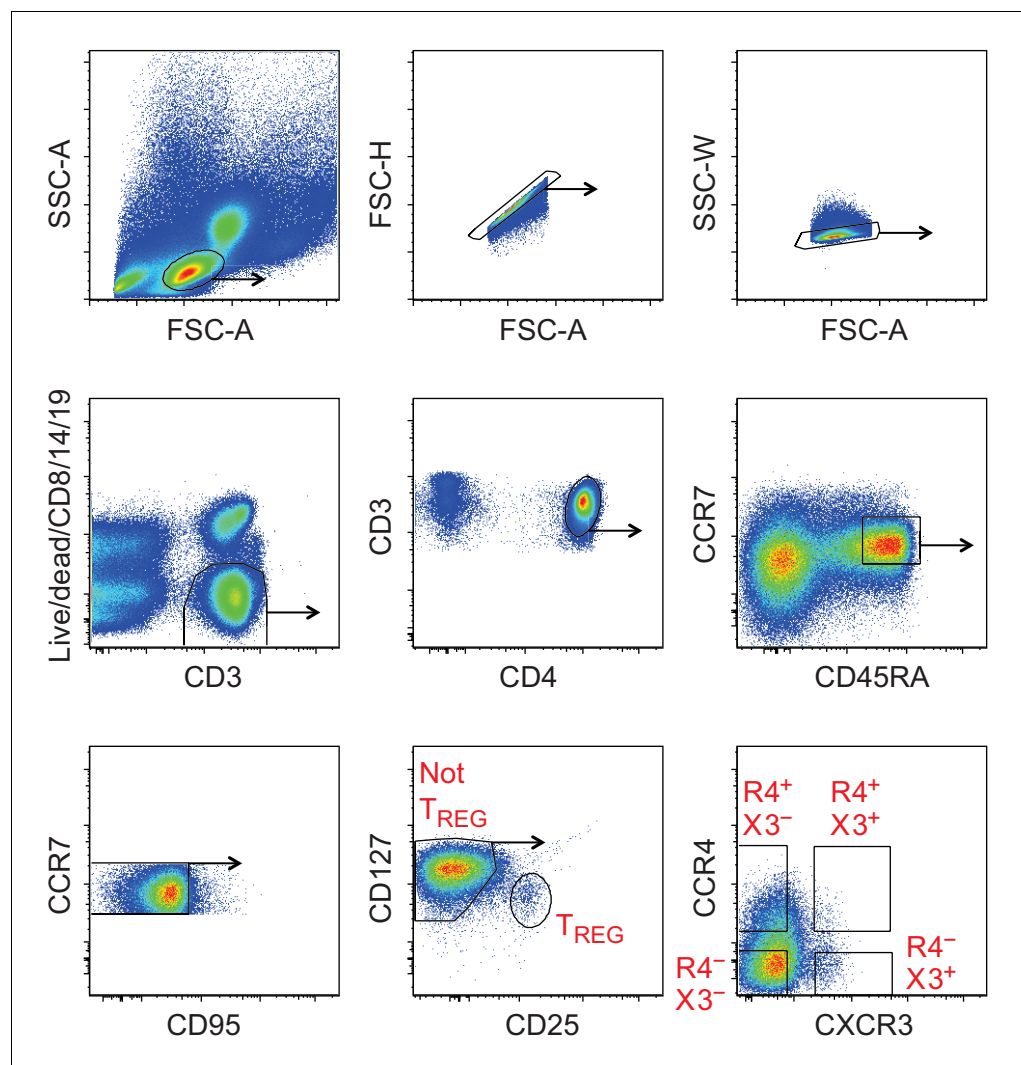 SSC-A
FSC-A
FSC-H
FSC-A
SSC-W
FSC-A
Live/dead/CD8/14/19
CD3
CD3
CD4
CCR7
CD45RA
CCR7
CD95
CD127
Not
TREG
TREG
CD25
CCR4
R4+
X3−
R4+
X3+
R4−
X3−
R4−
X3+
CXCR3